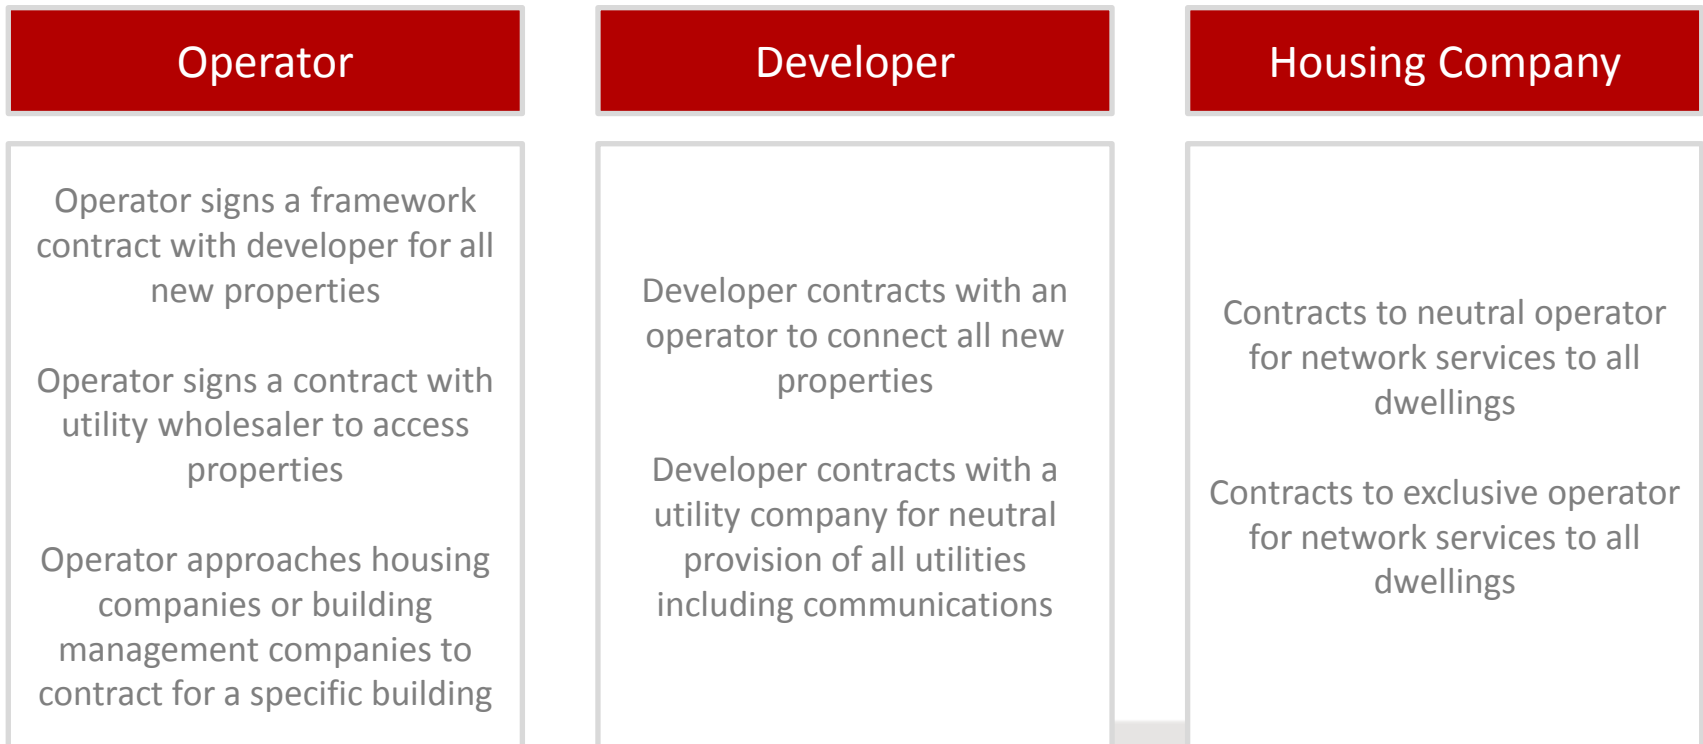 Operator
Operator signs a framework
contract with developer for all
new properties
Operator signs a contract with
utility wholesaler to access
properties
Operator approaches housing
companies or building
management companies to
contract for a specific building
Developer
Developer contracts with an
operator to connect all new
properties
Developer contracts with a
utility company for neutral
provision of all utilities
including communications
Housing Company
Contracts to neutral operator
for network services to all
dwellings
Contracts to exclusive operator
for network services to all
dwellings